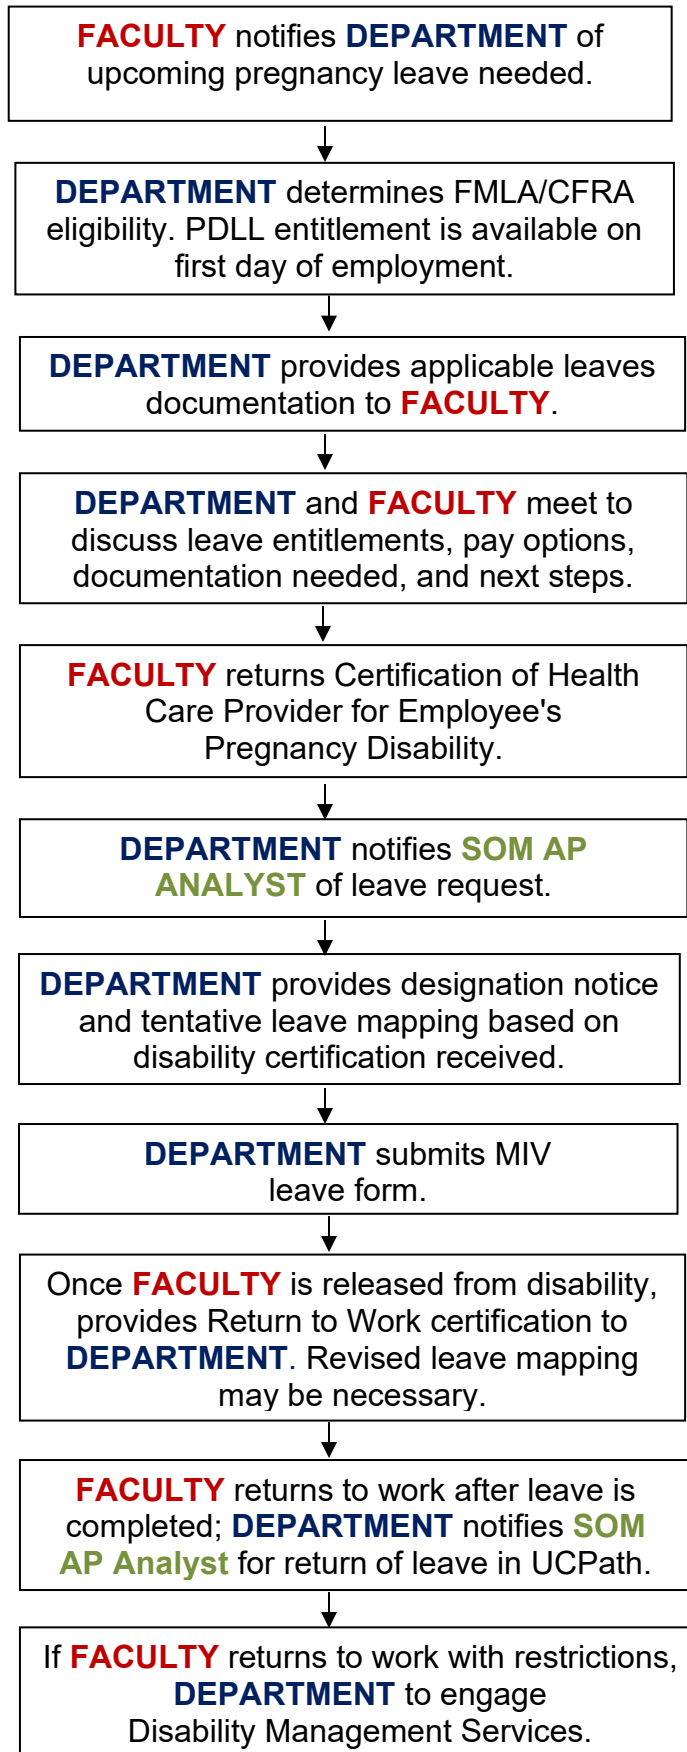 FACULTY notifies DEPARTMENT of
upcoming pregnancy leave needed.
DEPARTMENT determines FMLA/CFRA
eligibility. PDLL entitlement is available on
first day of employment.
DEPARTMENT provides applicable leaves
documentation to FACULTY.
DEPARTMENT and FACULTY meet to
discuss leave entitlements, pay options,
documentation needed, and next steps.
FACULTY returns Certification of Health
Care Provider for Employee's
Pregnancy Disability.
DEPARTMENT notifies SOM AP
ANALYST of leave request.
DEPARTMENT provides designation notice
and tentative leave mapping based on
disability certification received.
DEPARTMENT submits MIV
leave form.
Once FACULTY is released from disability,
provides Return to Work certification to
DEPARTMENT. Revised leave mapping
may be necessary.
FACULTY returns to work after leave is
completed; DEPARTMENT notifies SOM
AP Analyst for return of leave in UCPath.
If FACULTY returns to work with restrictions,
DEPARTMENT to engage
Disability Management Services.